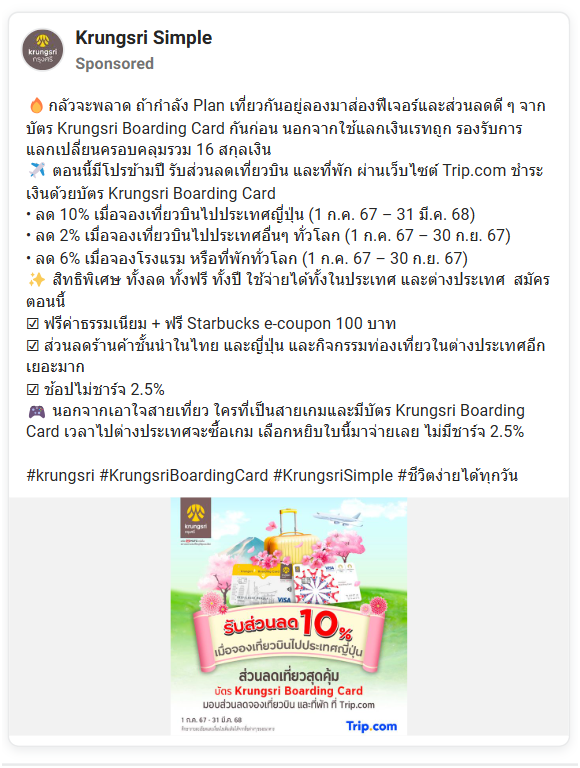 Krungsri Simple
Sponsored
krungsri
กรุงศรี
🔥 กลัวจะพลาด ถ้ากำลัง Plan เที่ยวกันอยู่ลองมาส่องฟีเจอร์และส่วนลดดี ๆ จาก
บัตร Krungsri Boarding Card กันก่อน นอกจากใช้แลกเงินเรทถูก รองรับการ
แลกเปลี่ยนครอบคลุมรวม 16 สกุลเงิน
✈️ ตอนนี้มีโปรข้ามปี รับส่วนลดเที่ยวบิน และที่พัก ผ่านเว็บไซต์ Trip.com ชำระ
เงินด้วยบัตร Krungsri Boarding Card
• ลด 10% เมื่อจองเที่ยวบินไปประเทศญี่ปุ่น (1 ก.ค. 67 – 31 มี.ค. 68)
• ลด 2% เมื่อจองเที่ยวบินไปประเทศอื่นๆ ทั่วโลก (1 ก.ค. 67 – 30 ก.ย. 67)
• ลด 6% เมื่อจองโรงแรม หรือที่พักทั่วโลก (1 ก.ค. 67 – 30 ก.ย. 67)
✨ สิทธิพิเศษ ทั้งลด ทั้งฟรี ทั้งปี ใช้จ่ายได้ทั้งในประเทศ และต่างประเทศ สมัคร
ตอนนี้
☑ ฟรีค่าธรรมเนียม + ฟรี Starbucks e-coupon 100 บาท
☑ ส่วนลดร้านค้าชั้นนำในไทย และญี่ปุ่น และกิจกรรมท่องเที่ยวในต่างประเทศอีก
เยอะมาก
☑ ช้อปไม่ชาร์จ 2.5%
🎮 นอกจากเอาใจสายเที่ยว ใครที่เป็นสายเกมและมีบัตร Krungsri Boarding
Card เวลาไปต่างประเทศจะซื้อเกม เลือกหยิบใบนี้มาจ่ายเลย ไม่มีชาร์จ 2.5%
#krungsri #KrungsriBoardingCard #KrungsriSimple #ชีวิตง่ายได้ทุกวัน
krungsri
กรุงศรี
VISA
VISA
รับส่วนลด 10%
เมื่อจองเที่ยวบินไปประเทศญี่ปุ่น
ส่วนลดเที่ยวสุดคุ้ม
บัตร Krungsri Boarding Card
มอบส่วนลดจองเที่ยวบิน และที่พัก ที่ Trip.com
1 ก.ค. 67 - 31 มี.ค. 68
Trip.com